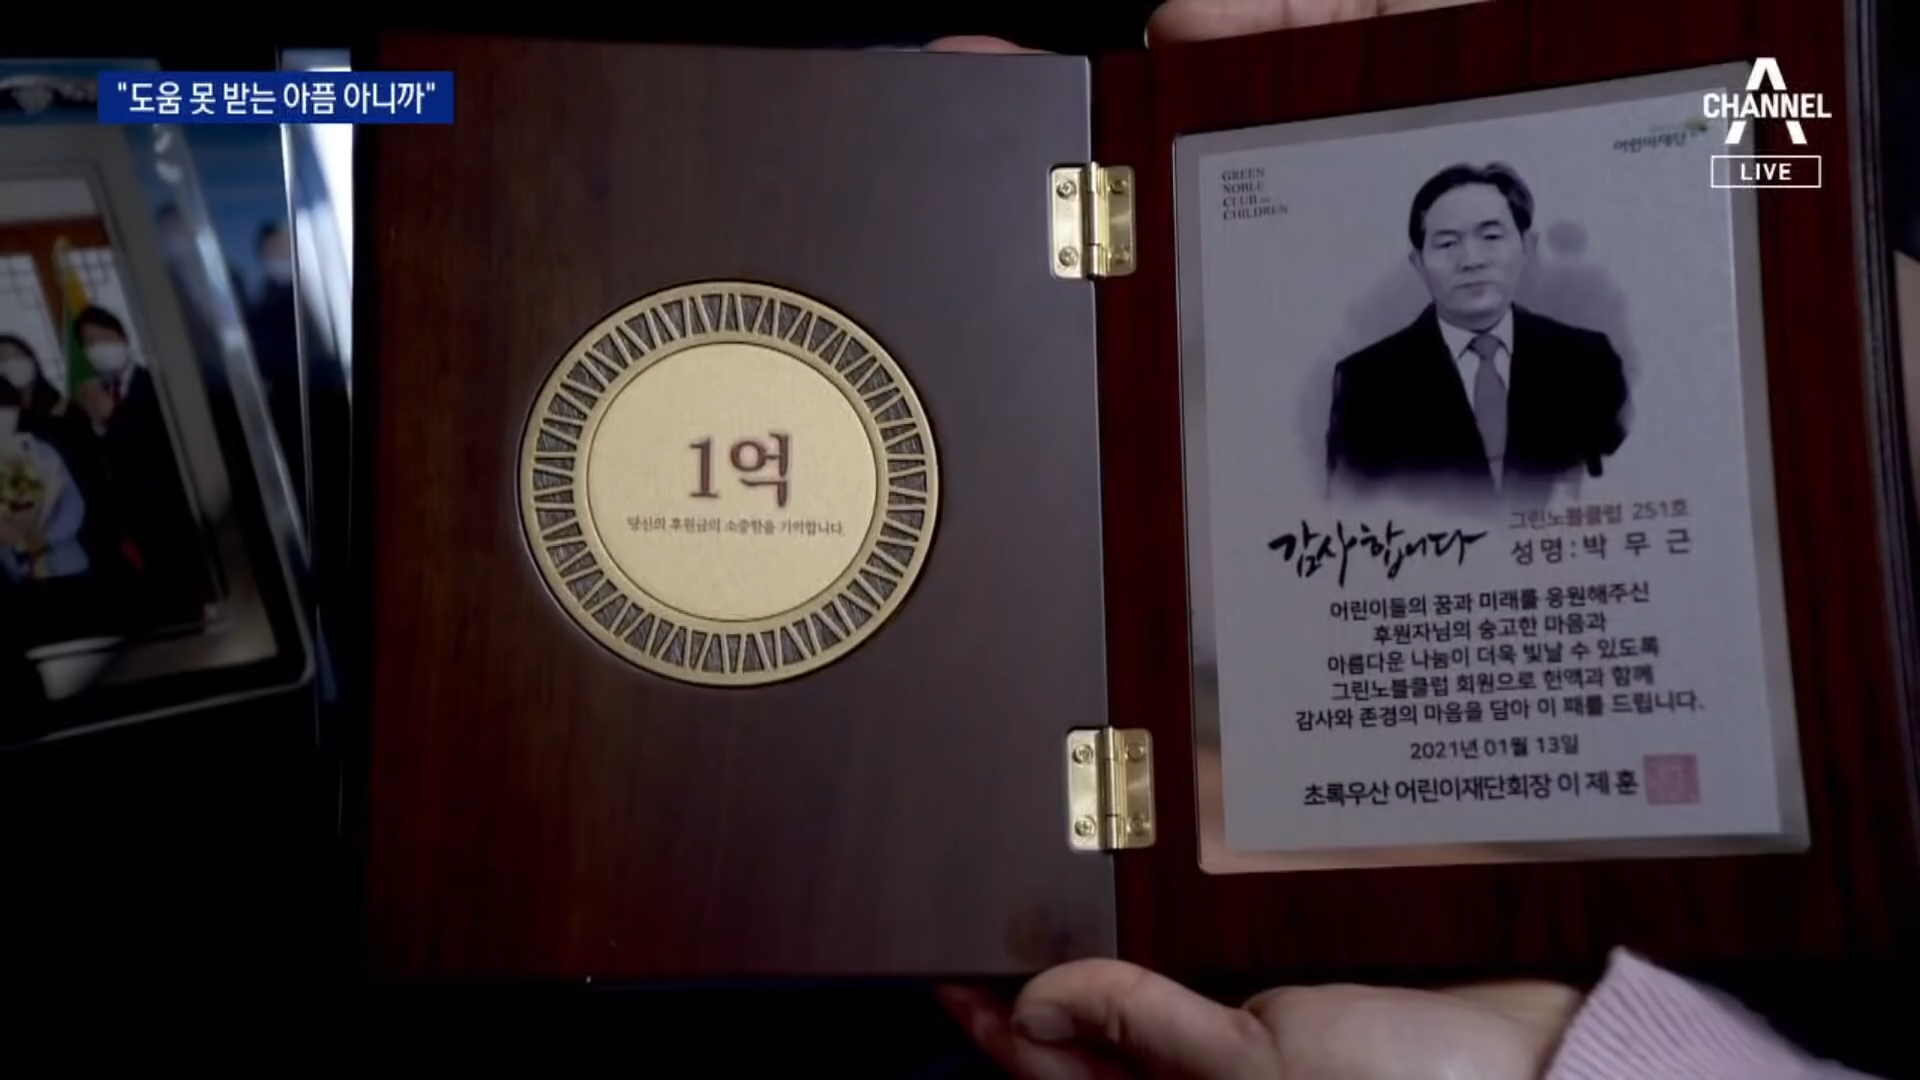 "도움 못 받는 아픔 아니까"
CHANNEL A
LIVE
1억
당신의 후원금의 소중함을 기억합니다.
GREEN
NOBLE
CLUB for
CHILDREN
어린이재단
감사합니다
그린노블클럽 251호
성명:박 무 근
어린이들의 꿈과 미래를 응원해주신
후원자님의 숭고한 마음과
아름다운 나눔이 더욱 빛날 수 있도록
그린노블클럽 회원으로 헌액과 함께
감사와 존경의 마음을 담아 이 패를 드립니다.
2021년 01월 13일
초록우산 어린이재단회장 이 제 훈